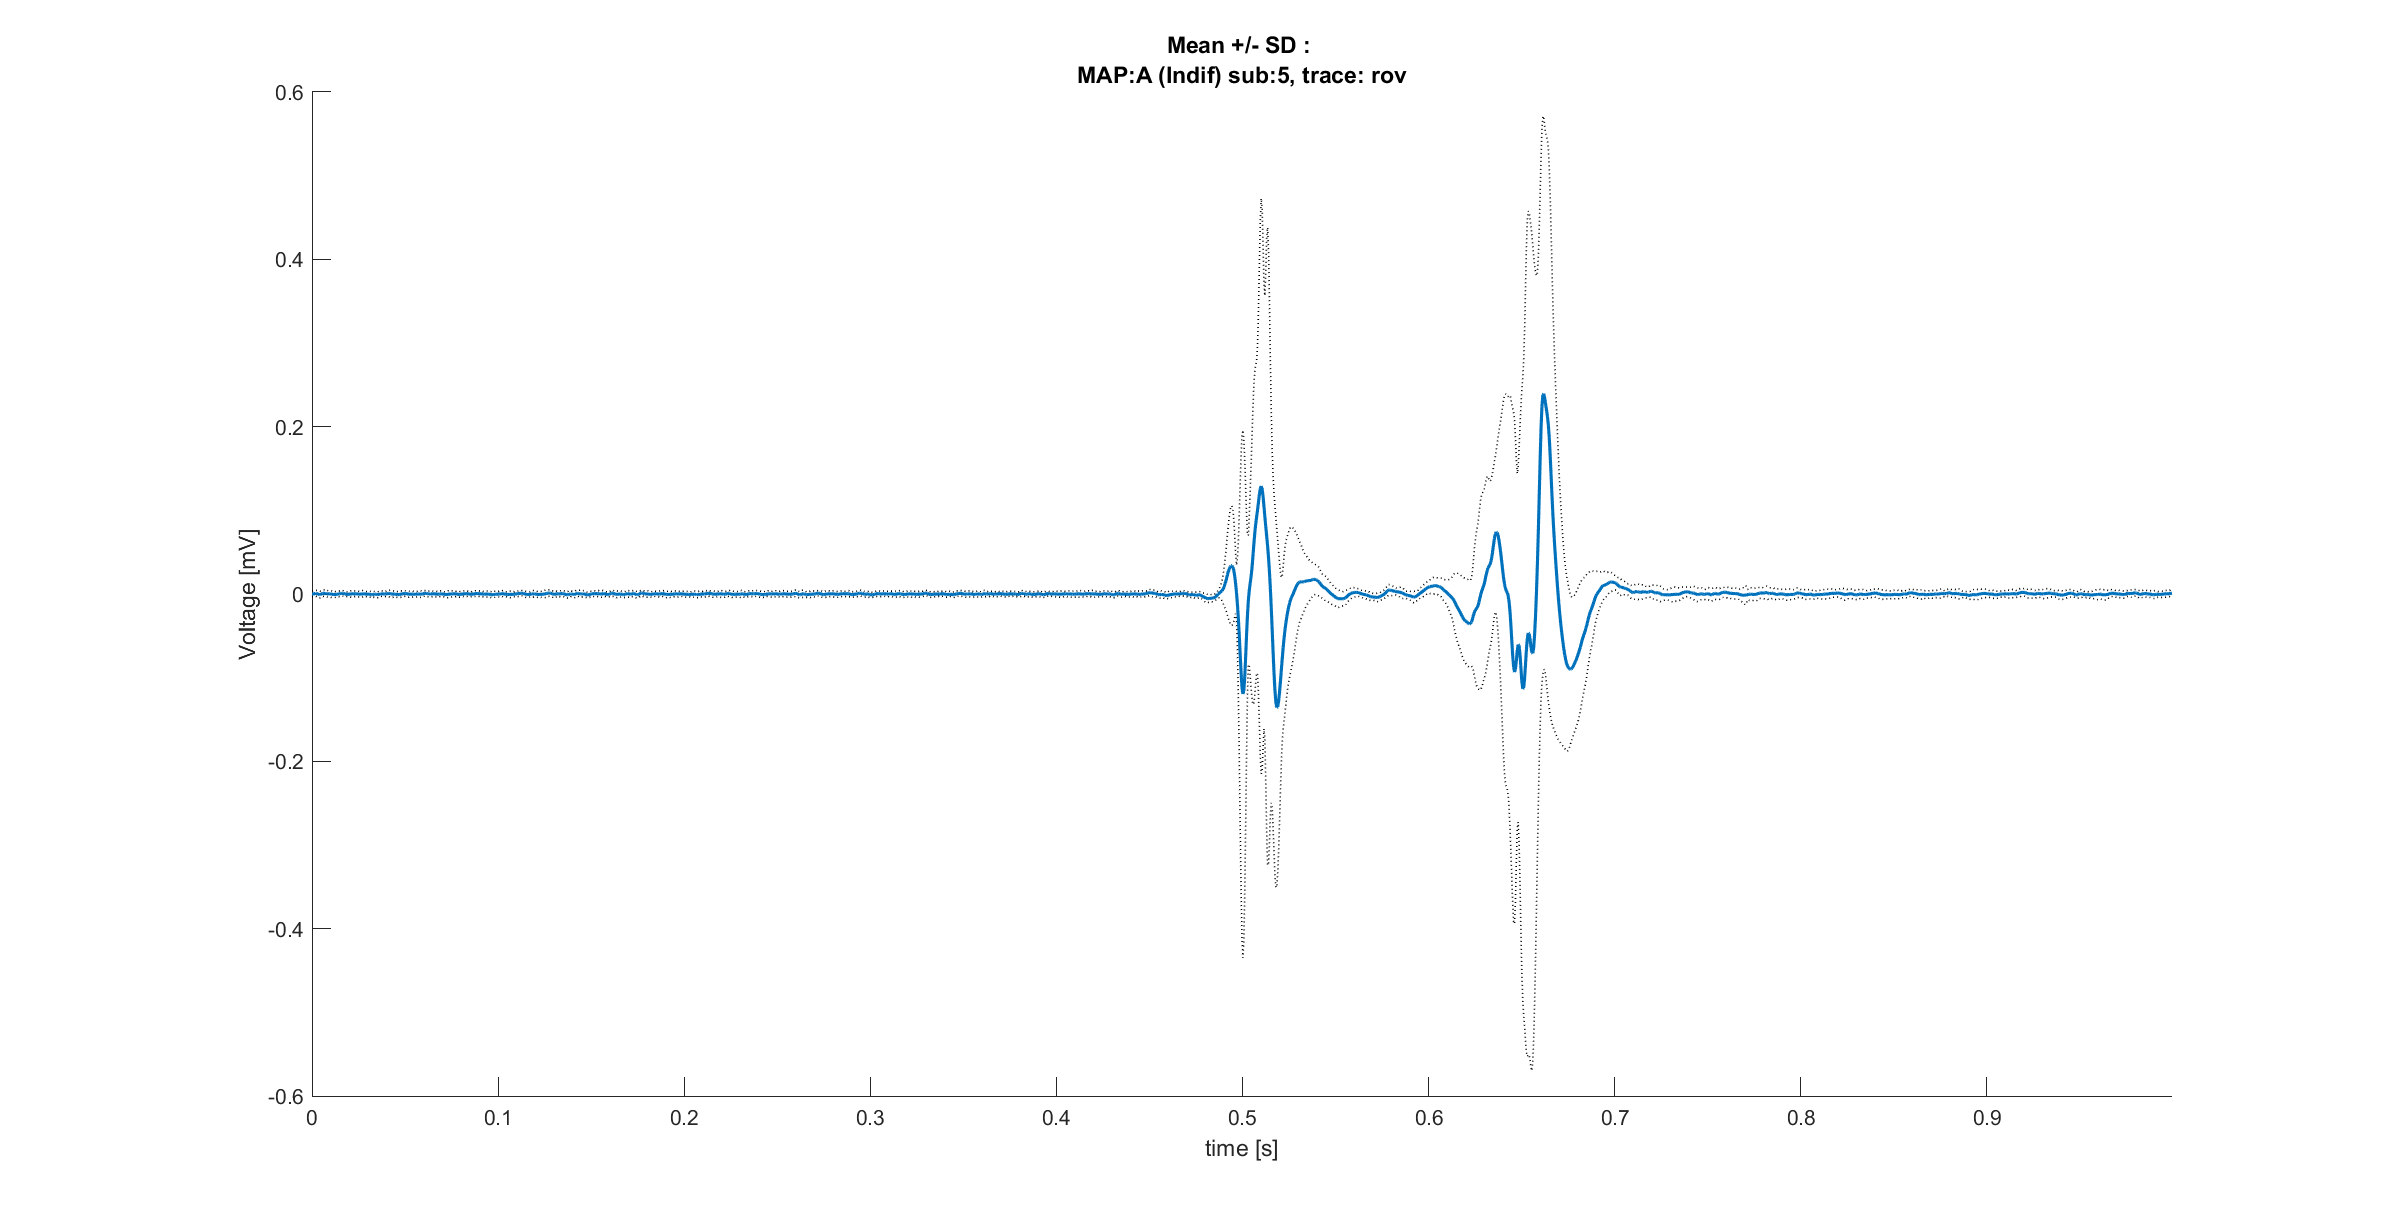 Mean +/- SD :
MAP:A (Indif) sub:5, trace: rov
0.6
0.4
0.2
0
-0.2
-0.4
-0.6
Voltage [mV]
0 0.1 0.2 0.3 0.4 0.5 0.6 0.7 0.8 0.9
time [s]